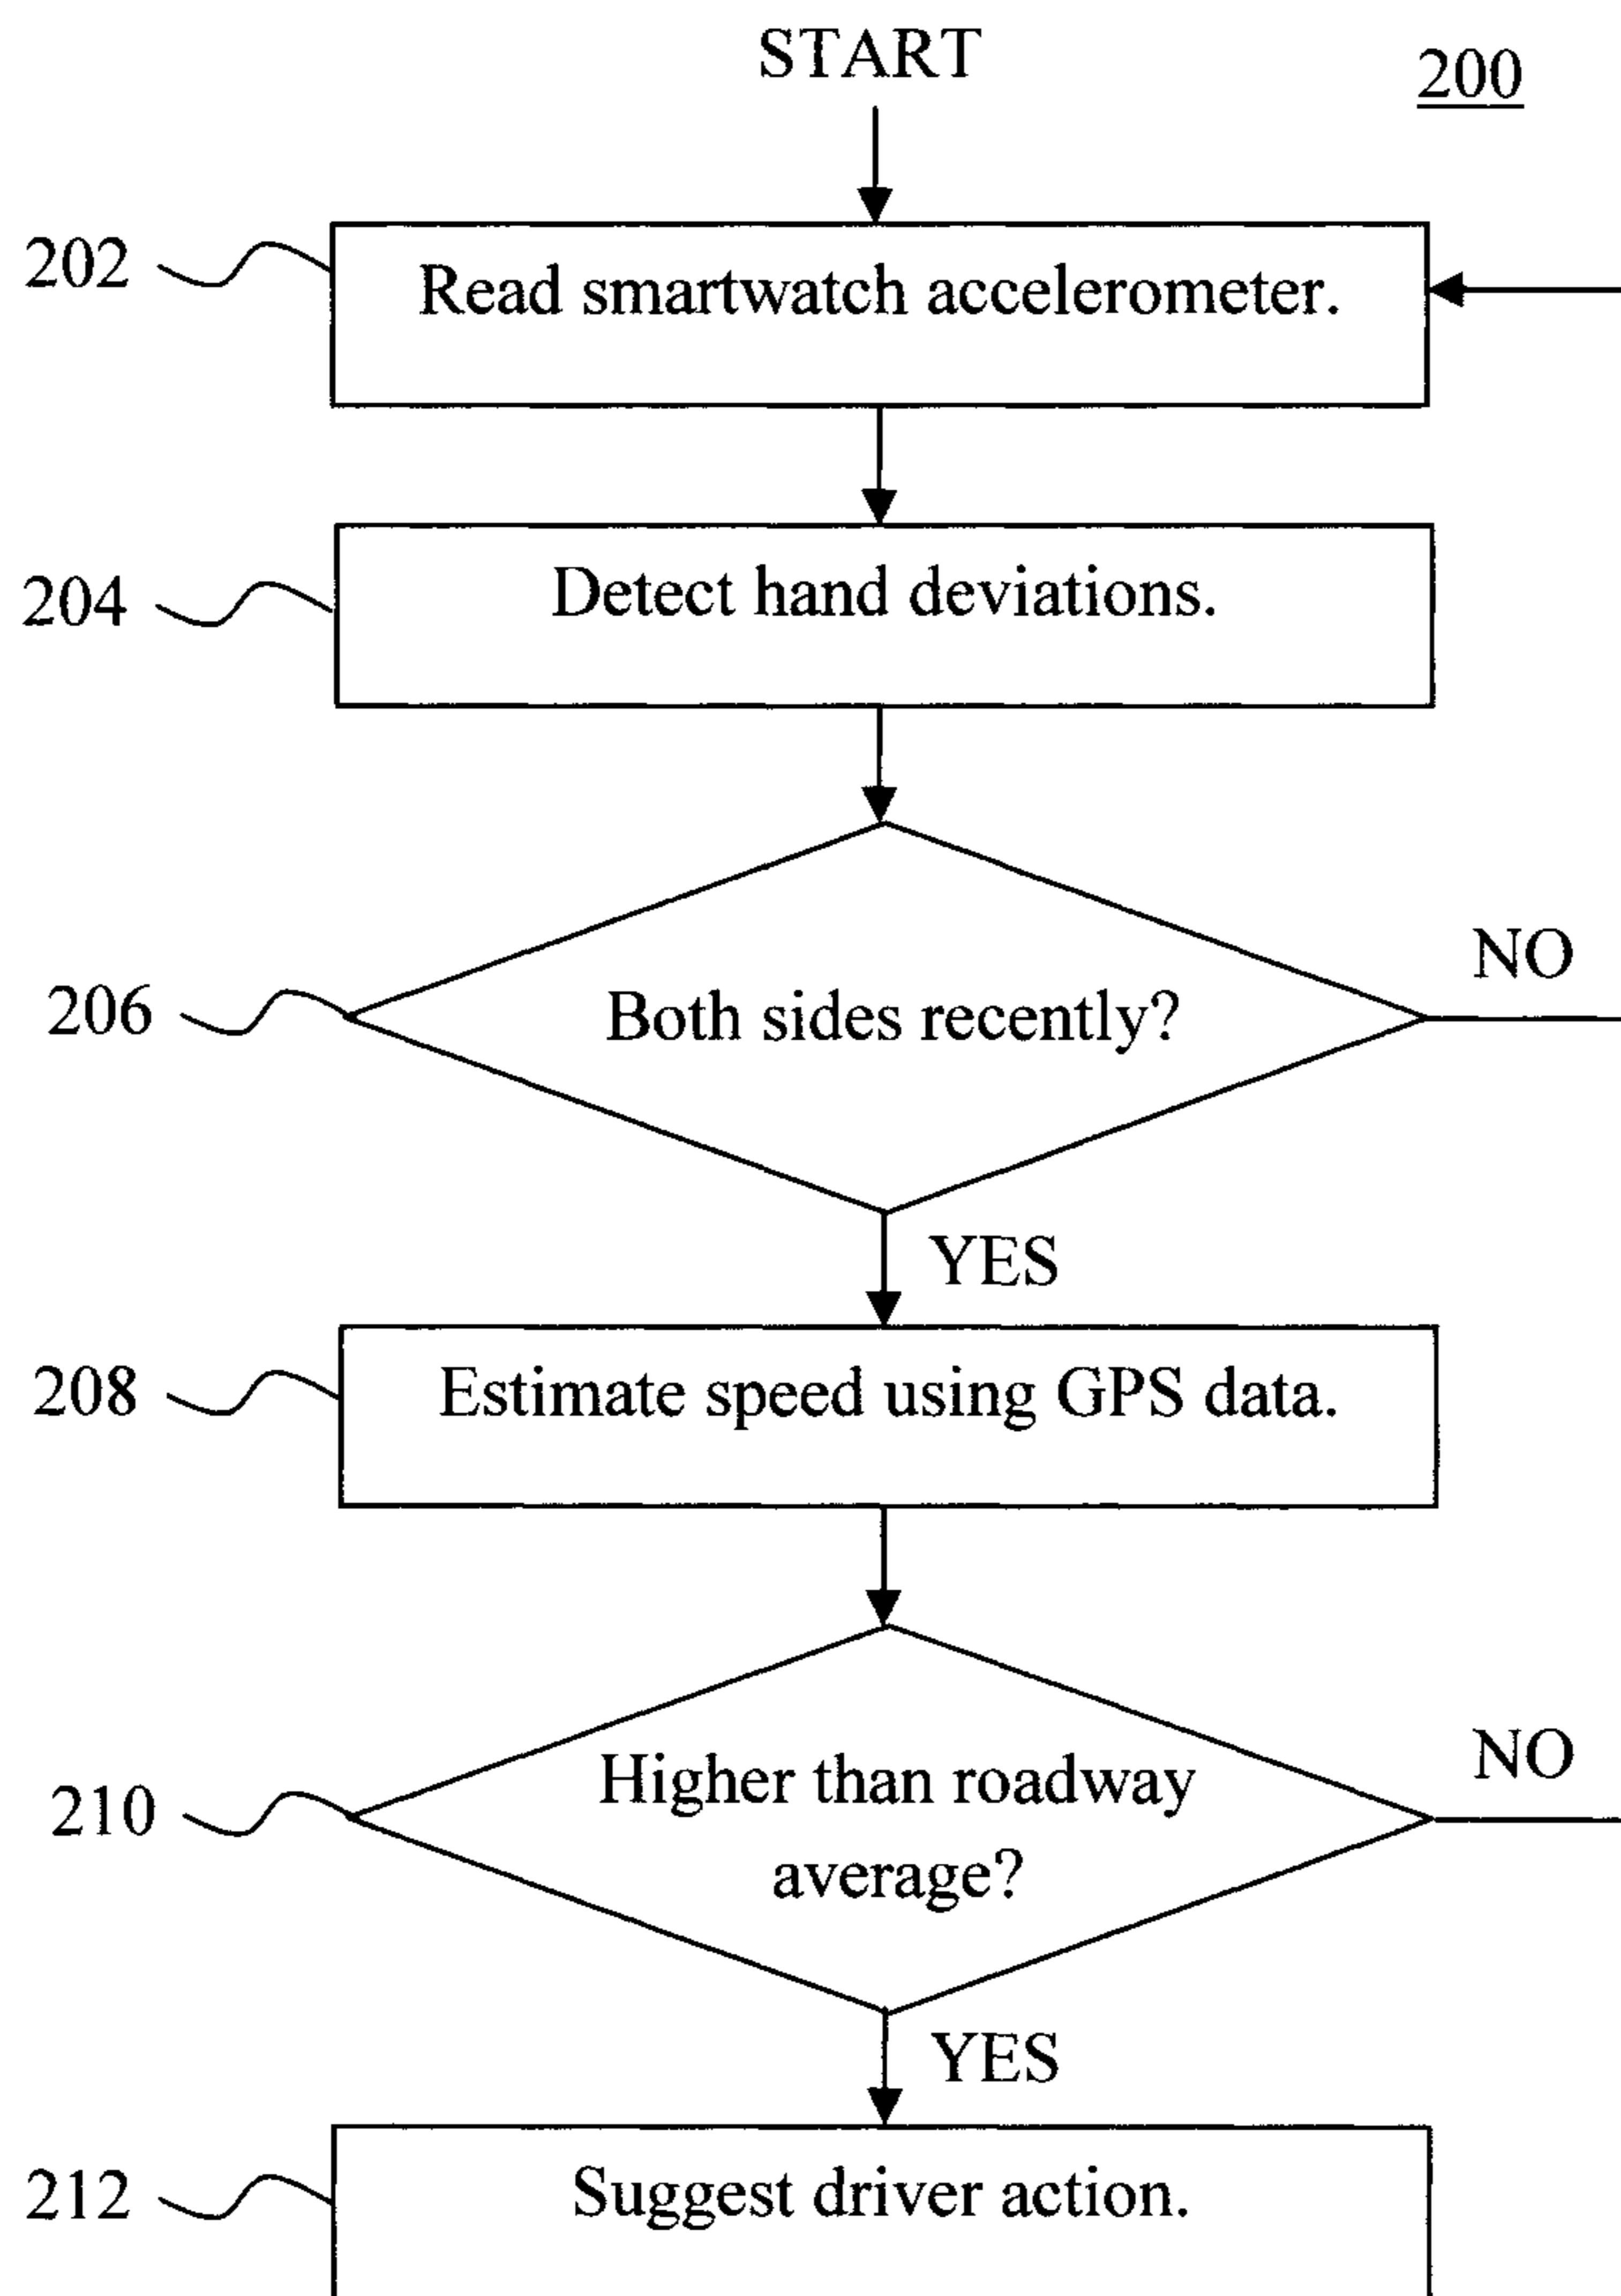 START
200
202
Read smartwatch accelerometer.
204
Detect hand deviations.
NO
206
Both sides recently?
YES
208
Estimate speed using GPS data.
NO
210
Higher than roadway
average?
YES
212
Suggest driver action.